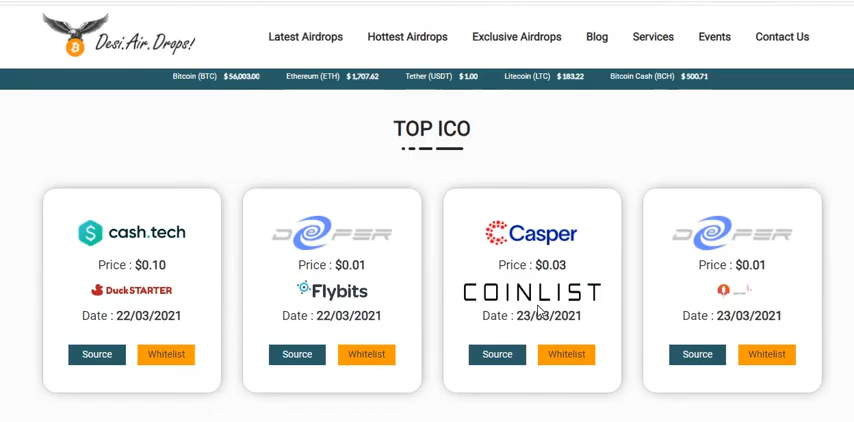 Desi.Air.Drops!
Latest Airdrops Hottest Airdrops Exclusive Airdrops Blog Services Events Contact Us
Bitcoin (BTC) $ 56,003.00 Ethereum (ETH) $ 1,707.62 Tether (USDT) $ 1.00 Litecoin (LTC) $ 183.22 Bitcoin Cash (BCH) $ 500.71
TOP ICO
cash.tech
Price : $0.10
DuckSTARTER
Date : 22/03/2021
Source Whitelist
Price : $0.01
Flybits
Date : 22/03/2021
Source Whitelist
Casper
Price : $0.03
COINLIST
Date : 23/03/2021
Source Whitelist
Price : $0.01
Date : 23/03/2021
Source Whitelist